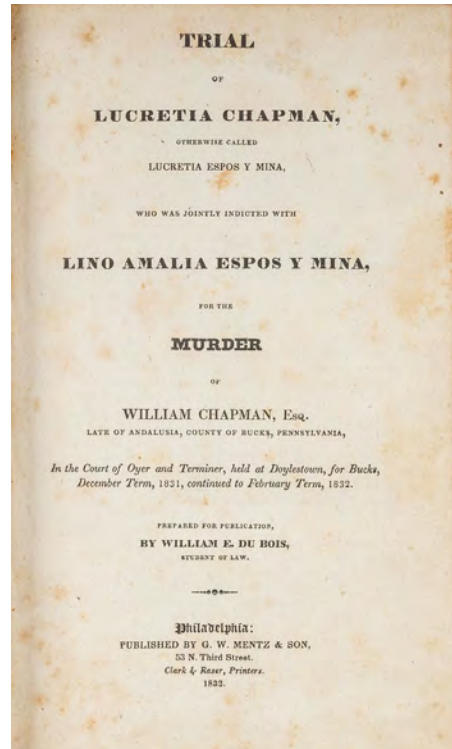 TRIAL
OF
LUCRETIA CHAPMAN,
OTHERWISE CALLED
LUCRETIA ESPOS Y MINA,
WHO WAS JOINTLY INDICTED WITH
LINO AMALIA ESPOS Y MINA,
FOR THE
MURDER
OF
WILLIAM CHAPMAN, Esq.
LATE OF ANDALUSIA, COUNTY OF BUCKS, PENNSYLVANIA,
In the Court of Oyer and Terminer, held at Doylestown, for Bucks,
December Term, 1831, continued to February Term, 1832.
PREPARED FOR PUBLICATION,
BY WILLIAM E. DU BOIS,
STUDENT OF LAW.
Philadelphia:
PUBLISHED BY G. W. MENTZ & SON,
53 N. Third Street.
Clark & Raser, Printers.
1832.